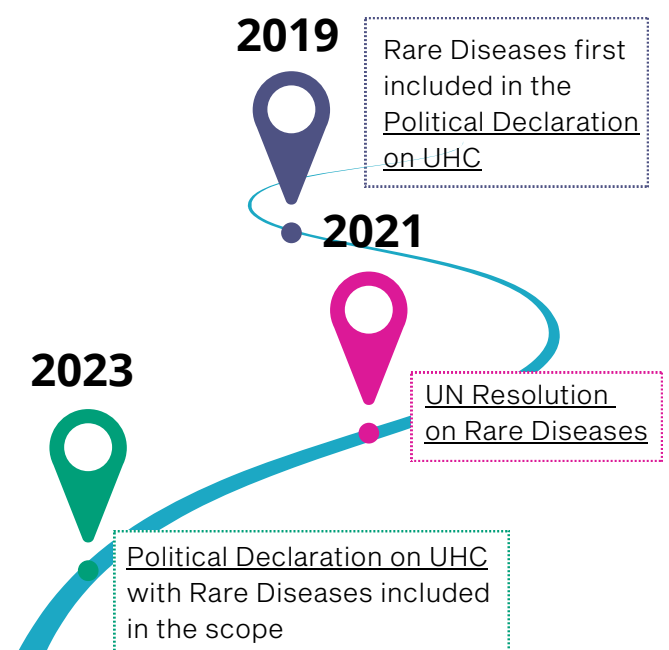 2019
Rare Diseases first
included in the
Political Declaration
on UHC
2021
UN Resolution
on Rare Diseases
2023
Political Declaration on UHC
with Rare Diseases included
in the scope